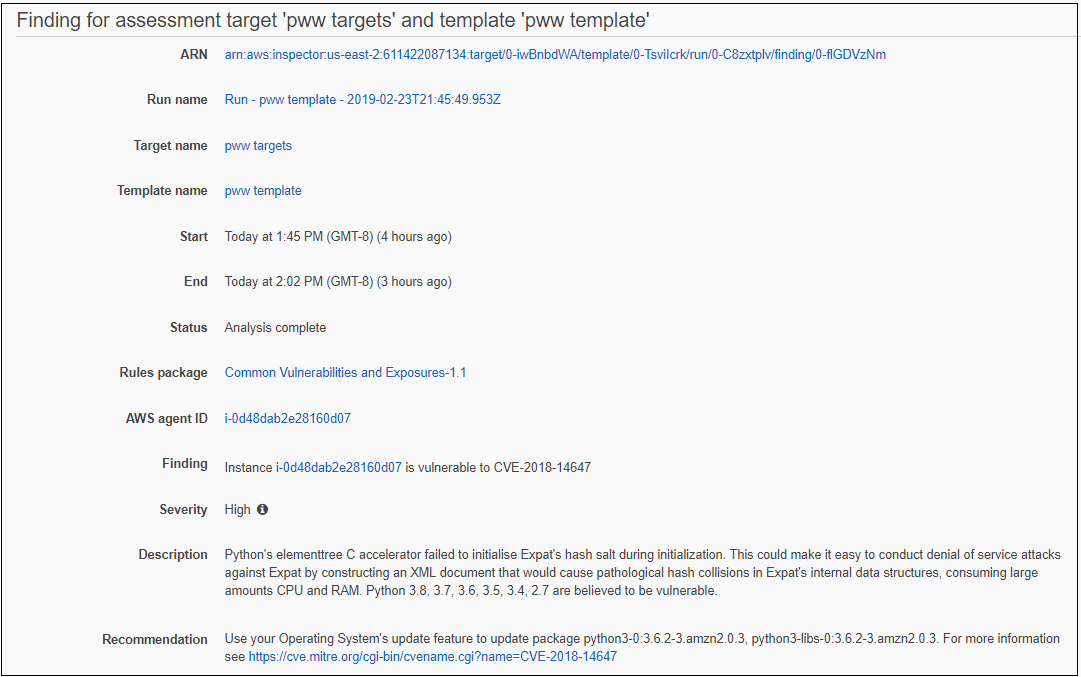 Finding for assessment target 'pww targets' and template 'pww template'
ARN arn:aws:inspector:us-east-2:611422087134:target/0-iwBnbdWA/template/0-TsviIcrk/run/0-C8zxtplv/finding/0-flGDVzNm
Run name Run - pww template - 2019-02-23T21:45:49.953Z
Target name pww targets
Template name pww template
Start Today at 1:45 PM (GMT-8) (4 hours ago)
End Today at 2:02 PM (GMT-8) (3 hours ago)
Status Analysis complete
Rules package Common Vulnerabilities and Exposures-1.1
AWS agent ID i-0d48dab2e28160d07
Finding Instance i-0d48dab2e28160d07 is vulnerable to CVE-2018-14647
Severity High
Description Python's elementtree C accelerator failed to initialise Expat's hash salt during initialization. This could make it easy to conduct denial of service attacks
against Expat by constructing an XML document that would cause pathological hash collisions in Expat's internal data structures, consuming large
amounts CPU and RAM. Python 3.8, 3.7, 3.6, 3.5, 3.4, 2.7 are believed to be vulnerable.
Recommendation Use your Operating System's update feature to update package python3-0:3.6.2-3.amzn2.0.3, python3-libs-0:3.6.2-3.amzn2.0.3. For more information
see https://cve.mitre.org/cgi-bin/cvename.cgi?name=CVE-2018-14647